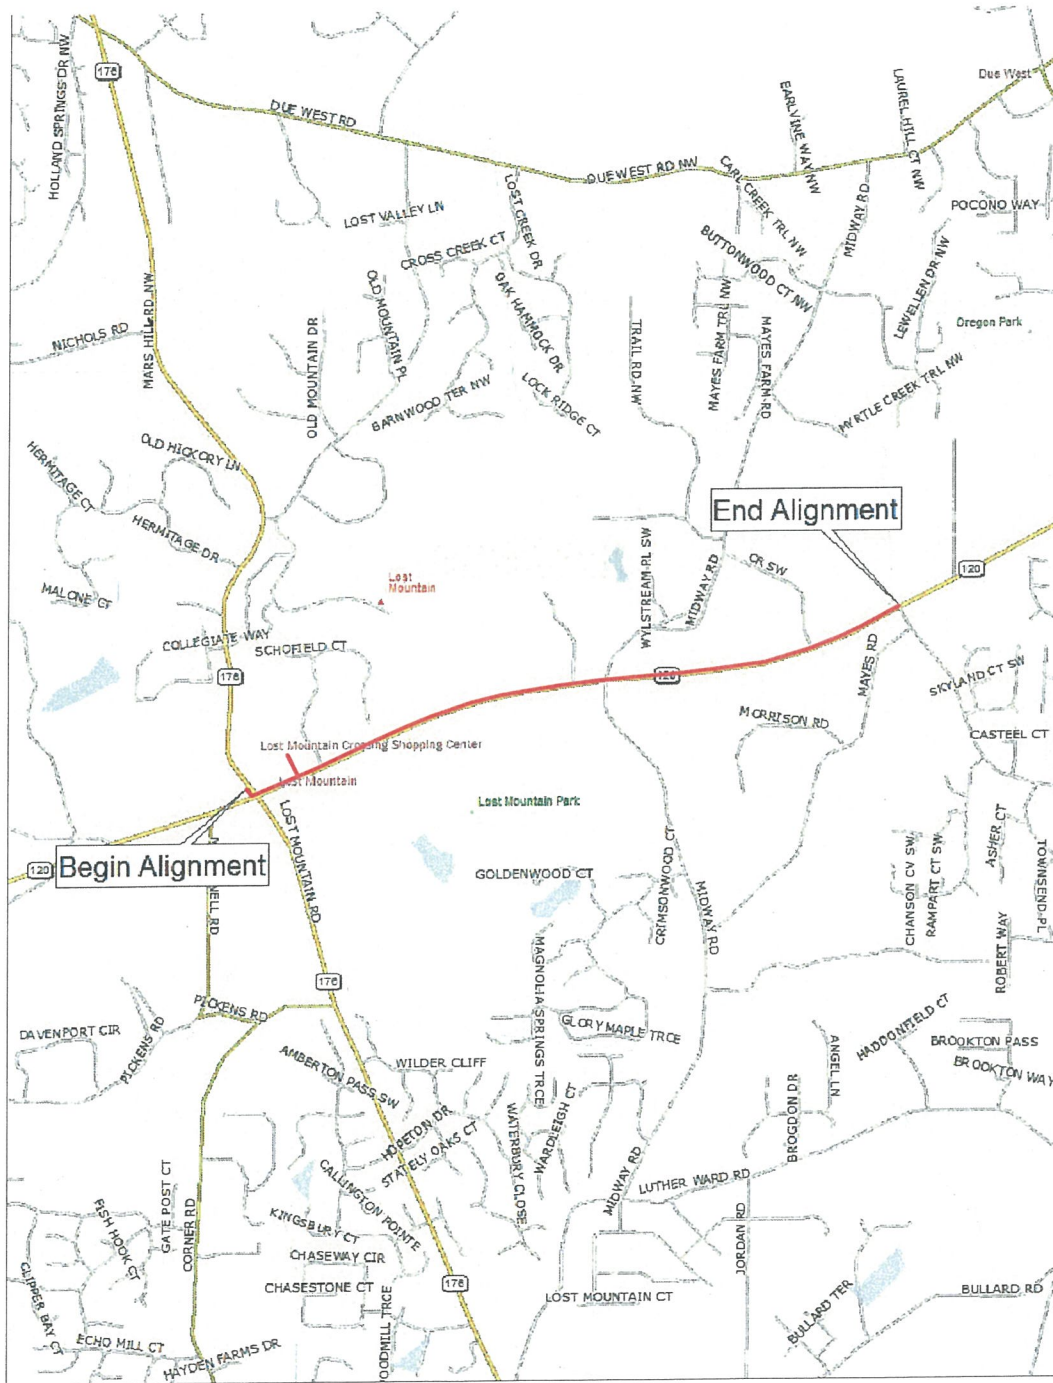 HOLLAND SPRINGS DR NW
176
DUE WEST RD
DUE WEST RD NW
EARLVINE WAY NW
LAUREL HILL CT NW
Due West
CARL CREEK TRL NW
MIDWAY RD
POCONO WAY
LOST VALLEY LN
LOST CREEK DR
CROSS CREEK CT
BUTTONWOOD CT NW
LEWELLEN DR NW
MARS HILL RD NW
NICHOLS RD
OLD MOUNTAIN DR
OLD MOUNTAIN PL
OAK HAMMOCK DR
TRAIL RD NW
MAYES FARM TRL NW
MAYES FARM RD
Oregon Park
BARNWOOD TER NW
LOCK RIDGE CT
MYRTLE CREEK TRL NW
OLD HICKORY LN
HERMITAGE CT
HERMITAGE DR
End Alignment
MALONE CT
Lost
Mountain
WYLSTREAM PL SW
MIDWAY RD
CR SW
120
COLLEGIATE WAY
SCHOFIELD CT
176
120
MAYES RD
SKYLAND CT SW
MORRISON RD
CASTEEL CT
Lost Mountain Crossing Shopping Center
Lost Mountain
Lost Mountain Park
LOST MOUNTAIN RD
120
Begin Alignment
NELL RD
GOLDENWOOD CT
CRIMSONWOOD CT
MIDWAY RD
CHANSON CV SW
RAMPART CT SW
ASHER CT
TOWNSEND PL
ROBERT WAY
MAGNOLIA SPRINGS TRCE
176
PICKENS RD
DAVENPORT CIR
PICKENS RD
GLORY MAPLE TRCE
HADDONFIELD CT
BROOKTON PASS
BROOKTON WAY
ANGEL LN
BROGDON DR
WILDER CLIFF
AMBERTON PASS SW
HOPETON DR
STATELY OAKS CT
WATERBURY CLOSE
WARDLEIGH CT
MIDWAY RD
LUTHER WARD RD
JORDAN RD
GATE POST CT
CORNER RD
FISH HOOK CT
CALLINGTON POINTE
KINGSBURY CT
CHASEWAY CIR
CHASESTONE CT
176
LOST MOUNTAIN CT
BULLARD TER
BULLARD RD
CLIPPER BAY CT
ECHO MILL CT
HAYDEN FARMS DR
OODMILL TRCE